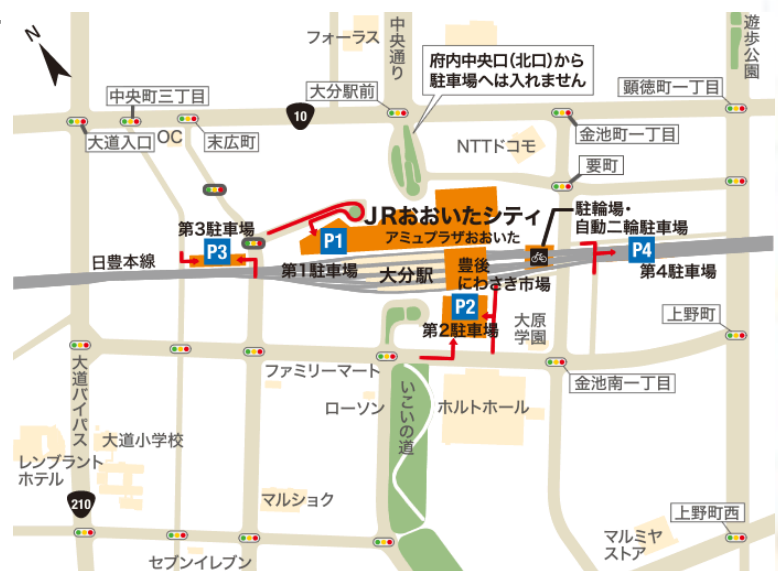 N
フォーラス
中央通り
遊歩公園
府内中央口(北口)から
駐車場へは入れません
中央町三丁目
大分駅前
顕徳町一丁目
10
大道入口
OC
末広町
NTTドコモ
金池町一丁目
要町
JRおおいたシティ
アミュプラザおおいた
駐輪場・
自動二輪駐車場
第3駐車場
P3
P1
P4
日豊本線
第1駐車場
大分駅
豊後
にわさき市場
第4駐車場
P2
第2駐車場
大原
学園
上野町
大道バイパス
ファミリーマート
ローソン
いこいの道
ホルトホール
金池南一丁目
大道小学校
レンブラント
ホテル
210
マルショク
セブンイレブン
マルミヤ
ストア
上野町西